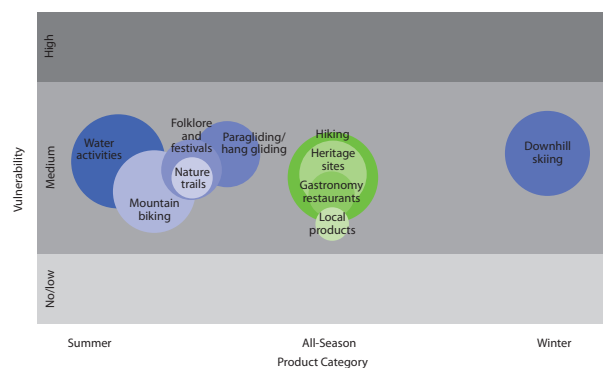 High
Medium
No/low
Vulnerability
Water
activities
Mountain
biking
Folklore
and
festivals
Nature
trails
Paragliding/
hang gliding
Hiking
Heritage
sites
Gastronomy
restaurants
Local
products
Downhill
skiing
Summer
All-Season
Winter
Product Category